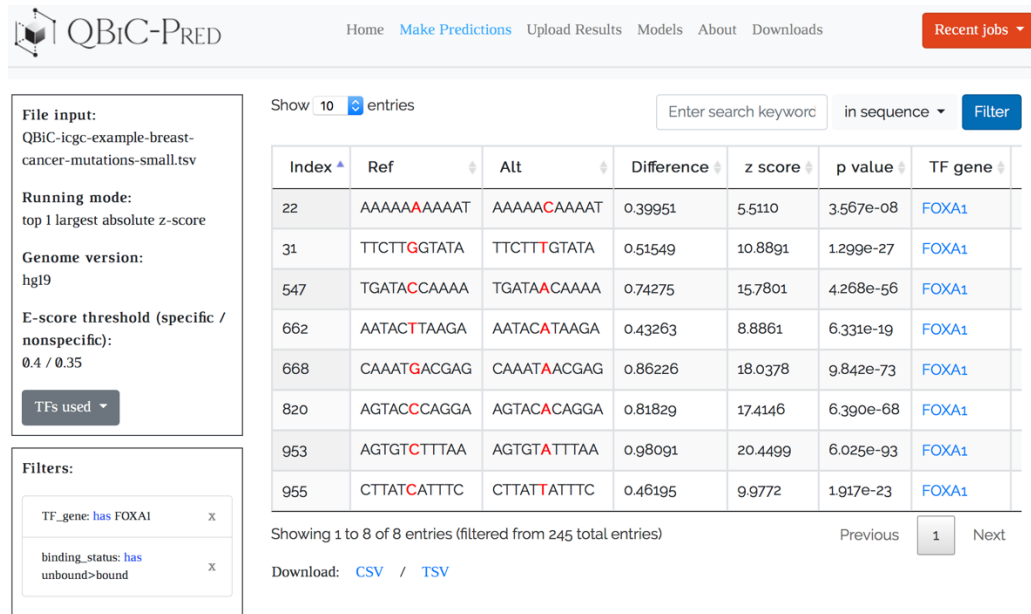 QBiC-Pred
Home Make Predictions Upload Results Models About Downloads Recent jobs
File input:
QBiC-icgc-example-breast-
cancer-mutations-small.tsv
Running mode:
top 1 largest absolute z-score
Genome version:
hg19
E-score threshold (specific /
nonspecific):
0.4 / 0.35
TFs used
Filters:
TF_gene: has FOXA1 x
binding_status: has
unbound>bound x
Show 10 entries Enter search keyword in sequence Filter
Index Ref Alt Difference z score p value TF gene
22 AAAAAAAAAAT AAAAACAAAAT 0.39951 5.5110 3.567e-08 FOXA1
31 TTCTTGGTATA TTCTTTGTATA 0.51549 10.8891 1.299e-27 FOXA1
547 TGATACCAAAA TGATAACAAAA 0.74275 15.7801 4.268e-56 FOXA1
662 AATACTTAAGA AATACATAAGA 0.43263 8.8861 6.331e-19 FOXA1
668 CAAATGACGAG CAAATAACGAG 0.86226 18.0378 9.842e-73 FOXA1
820 AGTACCCAGGA AGTACACAGGA 0.81829 17.4146 6.390e-68 FOXA1
953 AGTGTCTTTAA AGTGTATTTAA 0.98091 20.4499 6.025e-93 FOXA1
955 CTTATCATTTC CTTATTATTTC 0.46195 9.9772 1.917e-23 FOXA1
Showing 1 to 8 of 8 entries (filtered from 245 total entries) Previous 1 Next
Download: CSV / TSV